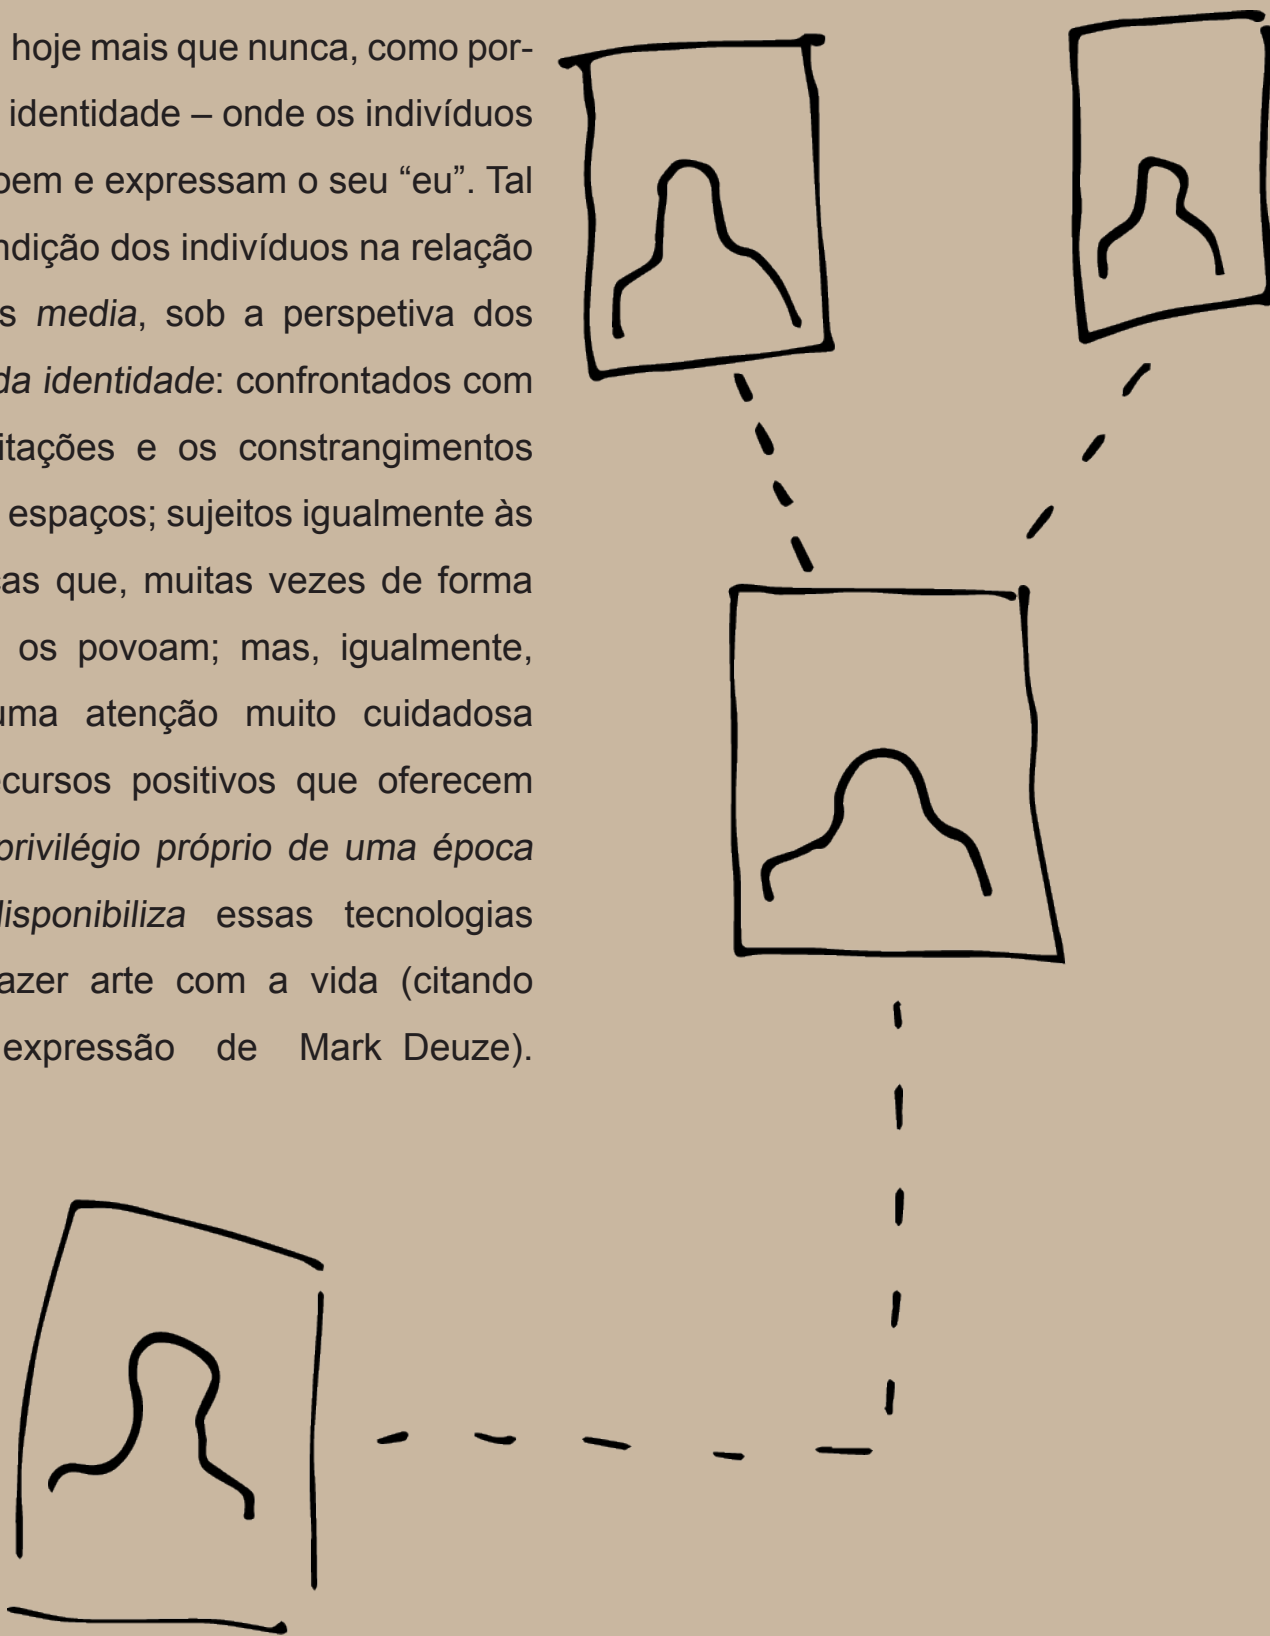 hoje mais que nunca, como por-
identidade – onde os indivíduos
oem e expressam o seu “eu”. Tal
ndição dos indivíduos na relação
s media, sob a perspetiva dos
da identidade: confrontados com
itações e os constrangimentos
espaços; sujeitos igualmente às
as que, muitas vezes de forma
os povoam; mas, igualmente,
uma atenção muito cuidadosa
ecursos positivos que oferecem
privilégio próprio de uma época
disponibiliza essas tecnologias
azer arte com a vida (citando
expressão de Mark Deuze).